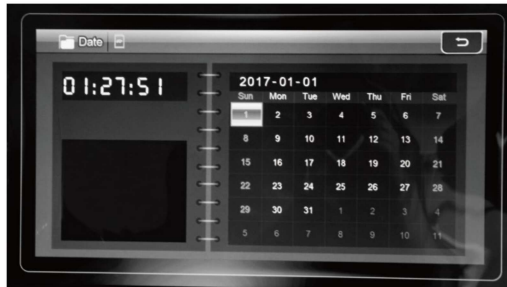 Date
01:27:51
2017-01-01
Sun Mon Tue Wed Thu Fri Sat
1 2 3 4 5 6 7
8 9 10 11 12 13 14
15 16 17 18 19 20 21
22 23 24 25 26 27 28
29 30 31 1 2 3 4
5 6 7 8 9 10 11